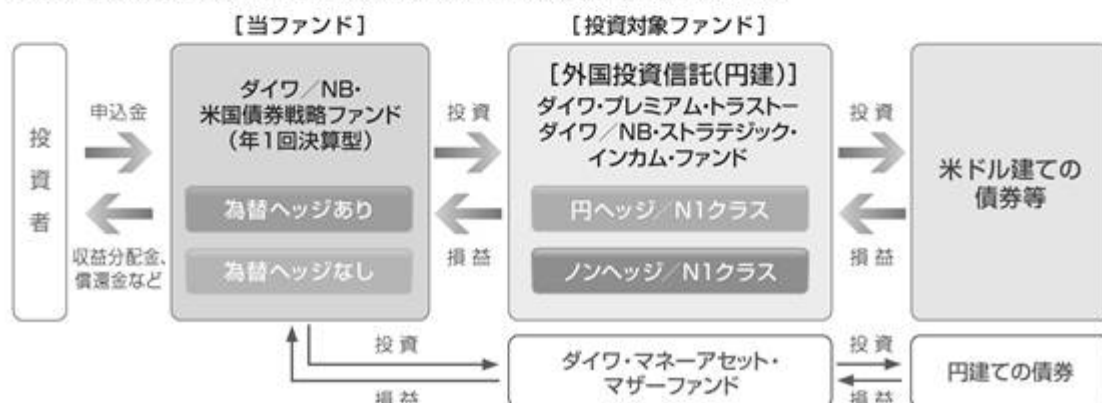 [当ファンド]
[投資対象ファンド]
投資者
申込金
収益分配金、
償還金など
ダイワ/NB・
米国債券戦略ファンド
(年1回決算型)
為替ヘッジあり
為替ヘッジなし
投資
損益
[外国投資信託(円建)]
ダイワ・プレミアム・トラスト−
ダイワ/NB・ストラテジック・
インカム・ファンド
円ヘッジ/N1クラス
ノンヘッジ/N1クラス
投資
損益
米ドル建ての
債券等
投資
損益
ダイワ・マネーアセット・
マザーファンド
投資
損益
円建ての債券